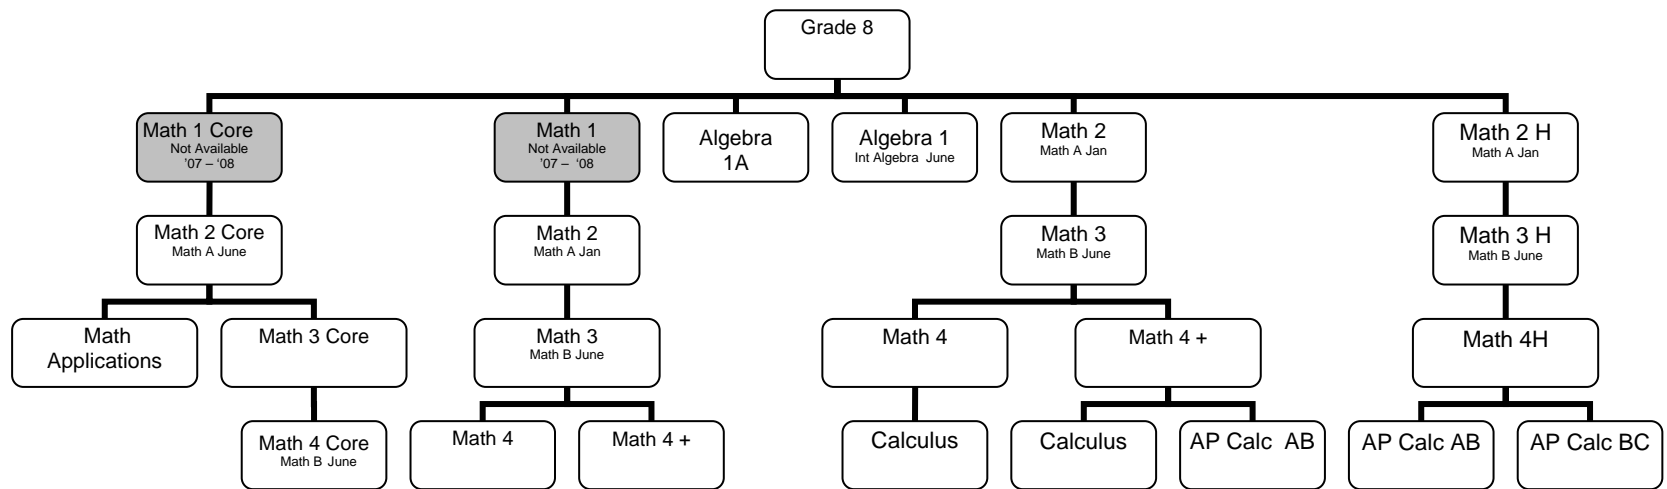 Grade 8
Math 1 Core
Not Available
’07 – ‘08
Math 1
Not Available
’07 – ‘08
Algebra
1A
Algebra 1
Int Algebra June
Math 2
Math A Jan
Math 2 H
Math A Jan
Math 2 Core
Math A June
Math 2
Math A Jan
Math 3
Math B June
Math 3 H
Math B June
Math
Applications
Math 3 Core
Math 3
Math B June
Math 4
Math 4 +
Math 4H
Math 4 Core
Math B June
Math 4
Math 4 +
Calculus
Calculus
AP Calc AB
AP Calc AB
AP Calc BC